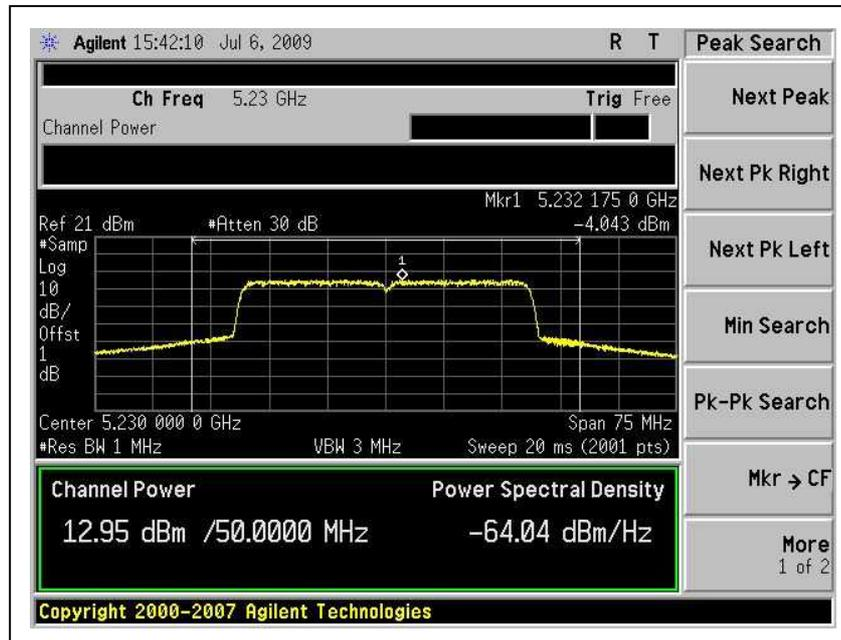 Agilent 15:42:10 Jul 6, 2009 R T
Peak Search
Ch Freq 5.23 GHz Trig Free
Channel Power
Mkr1 5.232 175 0 GHz
Ref 21 dBm #Atten 30 dB -4.043 dBm
#Samp
Log
10
dB/
Offst
1
dB
1
Center 5.230 000 0 GHz Span 75 MHz
#Res BW 1 MHz VBW 3 MHz Sweep 20 ms (2001 pts)
Channel Power Power Spectral Density
12.95 dBm /50.0000 MHz -64.04 dBm/Hz
Next Peak
Next Pk Right
Next Pk Left
Min Search
Pk-Pk Search
Mkr → CF
More
1 of 2
Copyright 2000-2007 Agilent Technologies